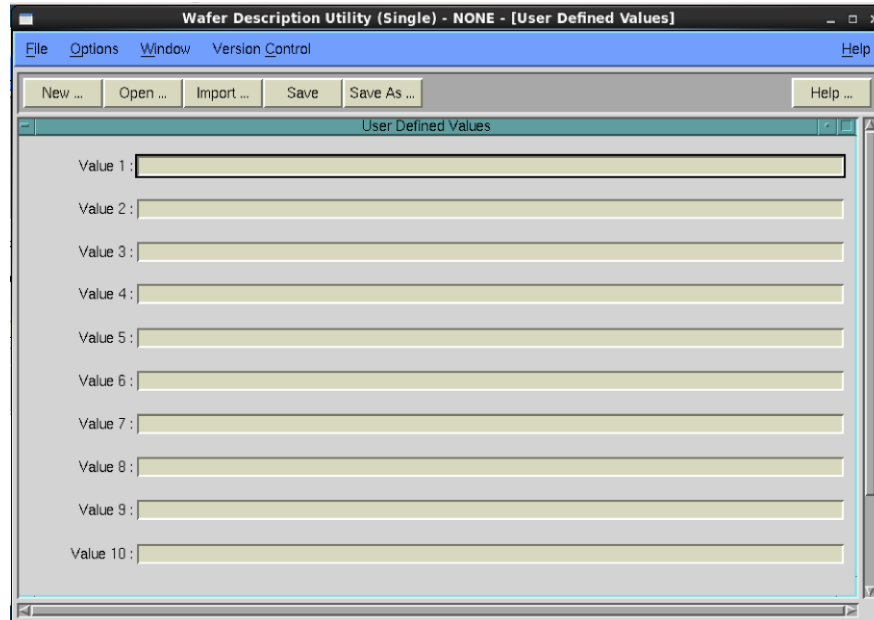 Wafer Description Utility (Single) - NONE - [User Defined Values]
File Options Window Version Control Help
New ... Open ... Import ... Save Save As ... Help ...
User Defined Values
Value 1 :
Value 2 :
Value 3 :
Value 4 :
Value 5 :
Value 6 :
Value 7 :
Value 8 :
Value 9 :
Value 10 :